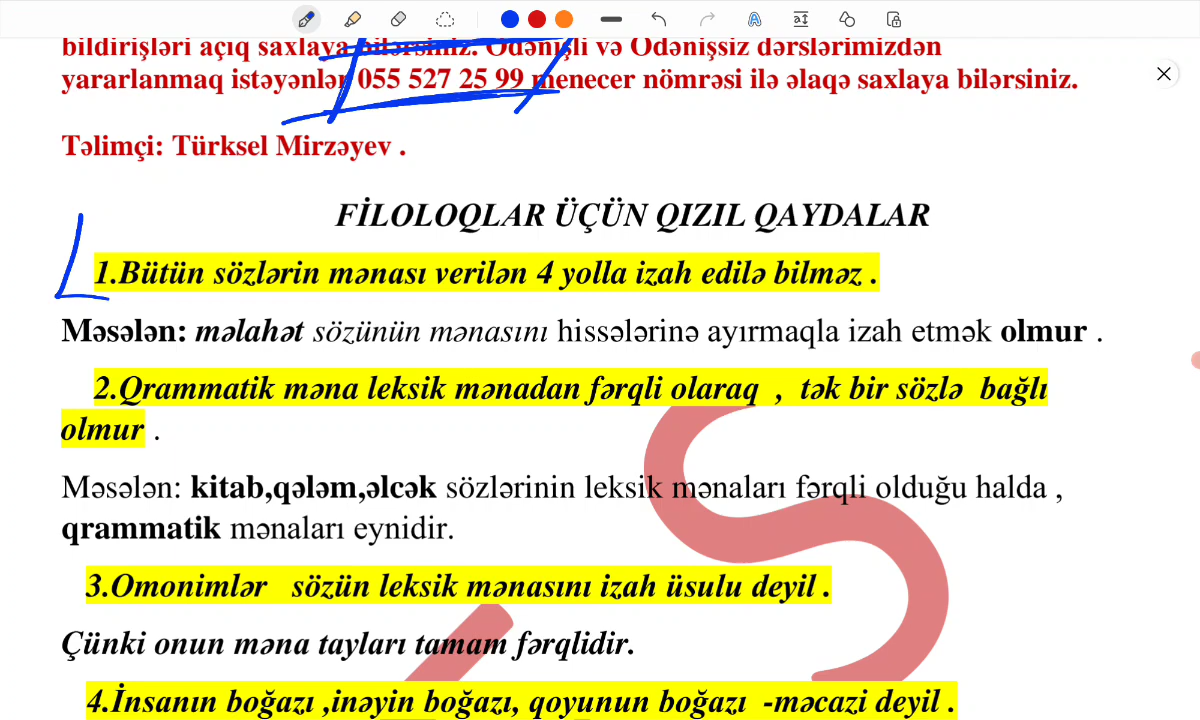 bildirişləri açıq saxlaya bilərsiniz. Ödənişli və Ödənişsiz dərslərimizdən
yararlanmaq istəyənlər 055 527 25 99 menecer nömrəsi ilə əlaqə saxlaya bilərsiniz.
Təlimçi: Türksel Mirzəyev .
FİLOLOQLAR ÜÇÜN QIZIL QAYDALAR
1.Bütün sözlərin mənası verilən 4 yolla izah edilə bilməz .
Məsələn: məlahət sözünün mənasını hissələrinə ayırmaqla izah etmək olmur .
2.Qrammatik məna leksik mənadan fərqli olaraq , tək bir sözlə bağlı
olmur .
Məsələn: kitab,qələm,əlcək sözlərinin leksik mənaları fərqli olduğu halda ,
qrammatik mənaları eynidir.
3.Omonimlər sözün leksik mənasını izah üsulu deyil .
Çünki onun məna tayları tamam fərqlidir.
4.İnsanın boğazı ,inəyin boğazı, qoyunun boğazı -məcazi deyil .